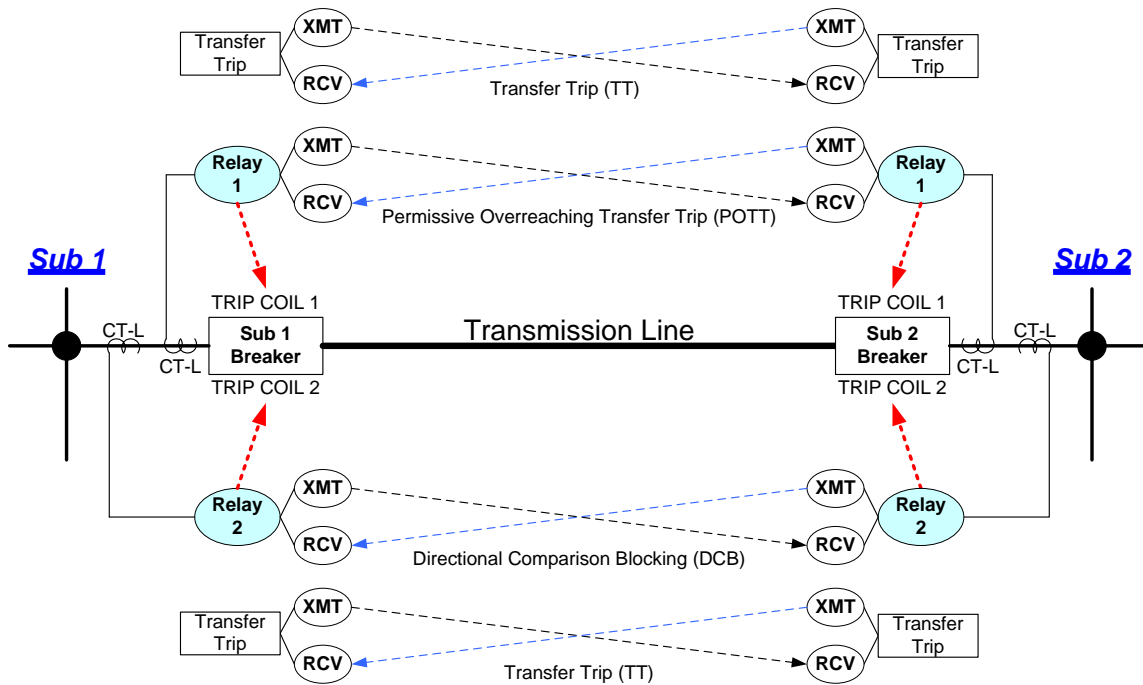 XMT
XMT
Transfer
Trip
Transfer
Trip
RCV
RCV
Transfer Trip (TT)
XMT
XMT
Relay
1
Relay
1
RCV
RCV
Permissive Overreaching Transfer Trip (POTT)
Sub 1
Sub 2
TRIP COIL 1
TRIP COIL 1
CT-L
CT-L
Sub 1
Breaker
Transmission Line
Sub 2
Breaker
CT-L
CT-L
TRIP COIL 2
TRIP COIL 2
XMT
XMT
Relay
2
Relay
2
RCV
RCV
Directional Comparison Blocking (DCB)
XMT
XMT
Transfer
Trip
Transfer
Trip
RCV
RCV
Transfer Trip (TT)